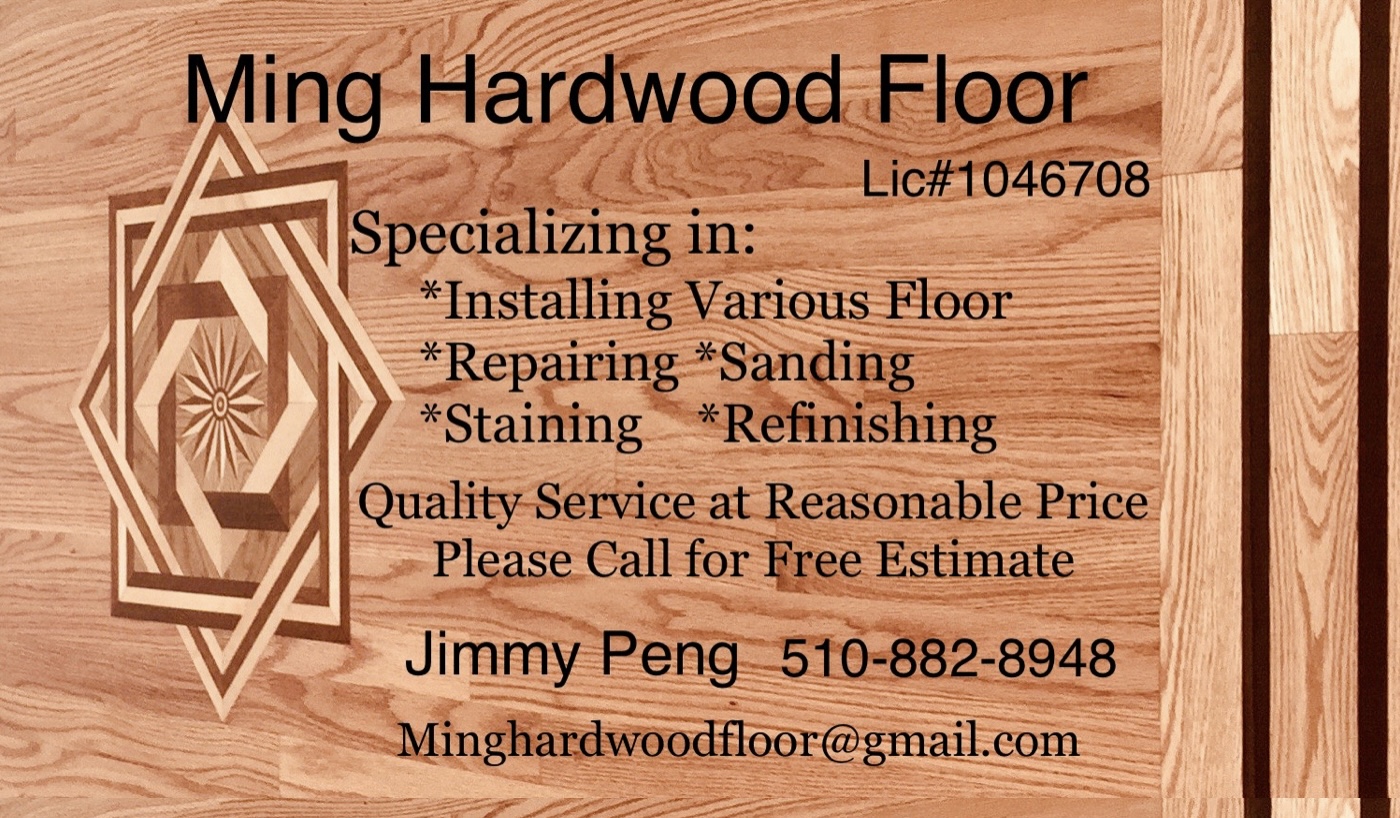 Ming Hardwood Floor
Lic#1046708
Specializing in:
*Installing Various Floor
*Repairing *Sanding
*Staining *Refinishing
Quality Service at Reasonable Price
Please Call for Free Estimate
Jimmy Peng 510-882-8948
Minghardwoodfloor@gmail.com